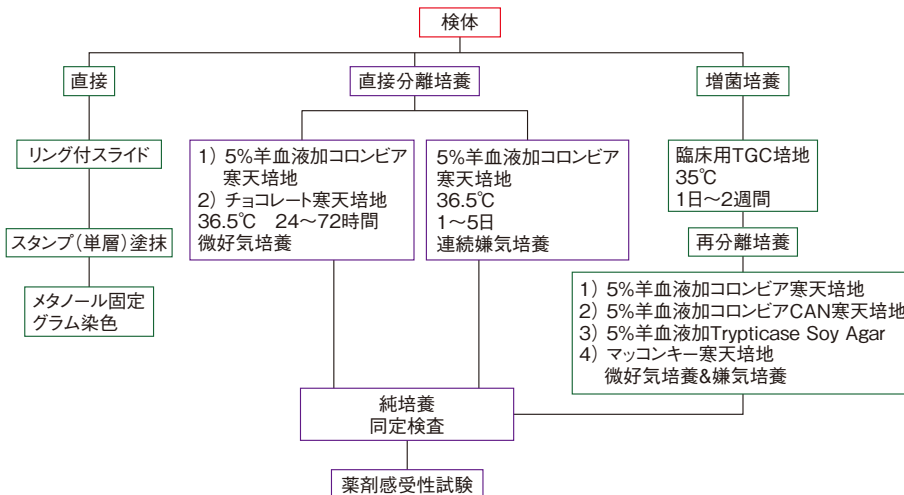 検体
直接
直接分離培養
増菌培養
リング付スライド
1）5%羊血液加コロンビア
寒天培地
2）チョコレート寒天培地
36.5℃　24～72時間
微好気培養
5%羊血液加コロンビア
寒天培地
36.5℃
1～5日
連続嫌気培養
臨床用TGC培地
35℃
1日～2週間
スタンプ（単層）塗抹
再分離培養
メタノール固定
グラム染色
1）5%羊血液加コロンビア寒天培地
2）5%羊血液加コロンビアCAN寒天培地
3）5%羊血液加Trypticase Soy Agar
4）マッコンキー寒天培地
微好気培養&嫌気培養
純培養
同定検査
薬剤感受性試験